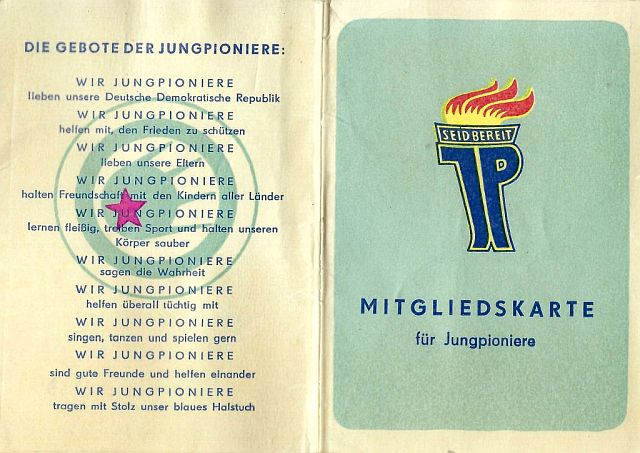 DIE GEBOTE DER JUNGPIONIERE:
WIR JUNGPIONIERE
lieben unsere Deutsche Demokratische Republik
WIR JUNGPIONIERE
helfen mit, den Frieden zu schützen
WIR JUNGPIONIERE
lieben unsere Eltern
WIR JUNGPIONIERE
halten Freundschaft mit den Kindern aller Länder
WIR JUNGPIONIERE
lernen fleißig, treiben Sport und halten unseren
Körper sauber
WIR JUNGPIONIERE
sagen die Wahrheit
WIR JUNGPIONIERE
helfen überall tüchtig mit
WIR JUNGPIONIERE
singen, tanzen und spielen gern
WIR JUNGPIONIERE
sind gute Freunde und helfen einander
WIR JUNGPIONIERE
tragen mit Stolz unser blaues Halstuch
SEID BEREIT
JP
MITGLIEDSKARTE
für Jungpioniere